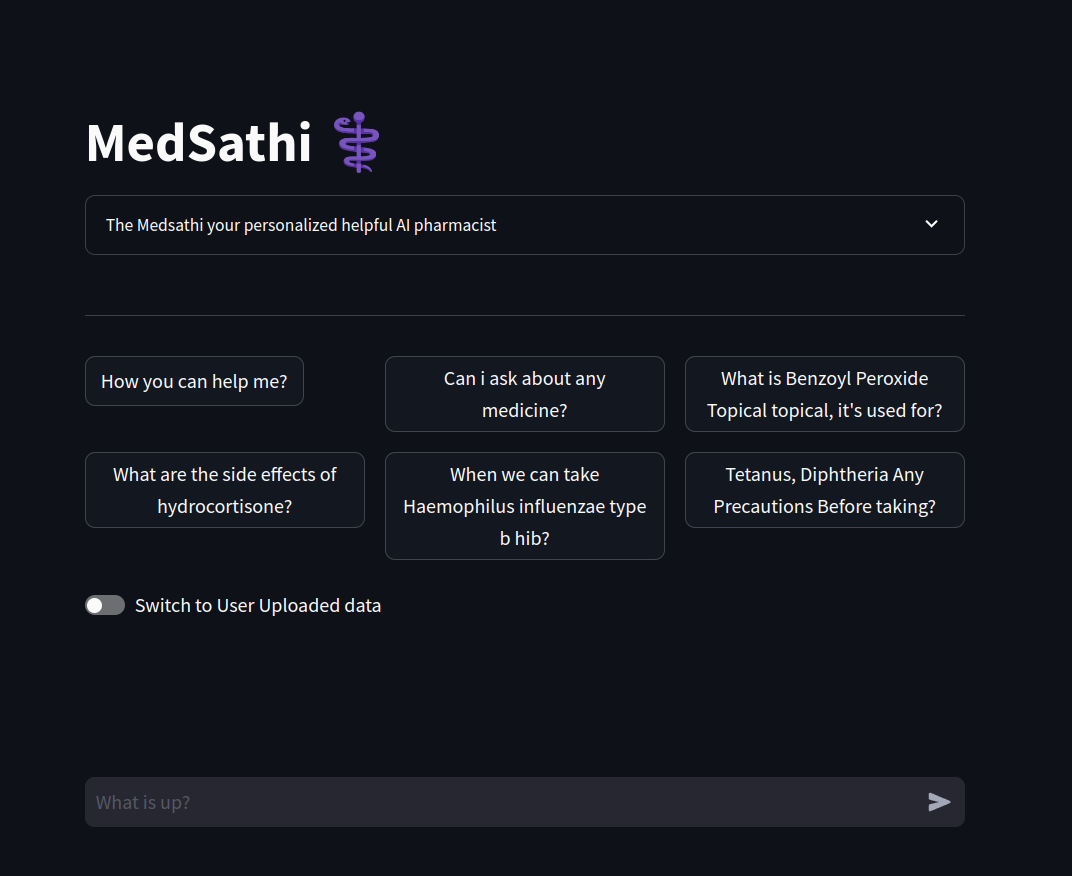 MedSathi
The Medsathi your personalized helpful AI pharmacist
How you can help me?
Can i ask about any
medicine?
What is Benzoyl Peroxide
Topical topical, it's used for?
What are the side effects of
hydrocortisone?
When we can take
Haemophilus influenzae type
b hib?
Tetanus, Diphtheria Any
Precautions Before taking?
Switch to User Uploaded data
What is up?